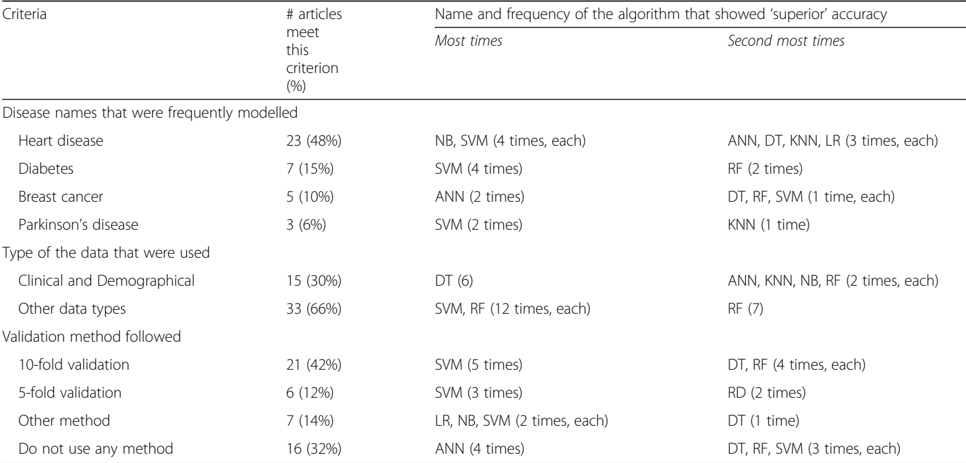 Criteria # articles meet this criterion (%) Name and frequency of the algorithm that showed ‘superior’ accuracy
Most times Second most times
Disease names that were frequently modelled
Heart disease 23 (48%) NB, SVM (4 times, each) ANN, DT, KNN, LR (3 times, each)
Diabetes 7 (15%) SVM (4 times) RF (2 times)
Breast cancer 5 (10%) ANN (2 times) DT, RF, SVM (1 time, each)
Parkinson’s disease 3 (6%) SVM (2 times) KNN (1 time)
Type of the data that were used
Clinical and Demographical 15 (30%) DT (6) ANN, KNN, NB, RF (2 times, each)
Other data types 33 (66%) SVM, RF (12 times, each) RF (7)
Validation method followed
10-fold validation 21 (42%) SVM (5 times) DT, RF (4 times, each)
5-fold validation 6 (12%) SVM (3 times) RD (2 times)
Other method 7 (14%) LR, NB, SVM (2 times, each) DT (1 time)
Do not use any method 16 (32%) ANN (4 times) DT, RF, SVM (3 times, each)